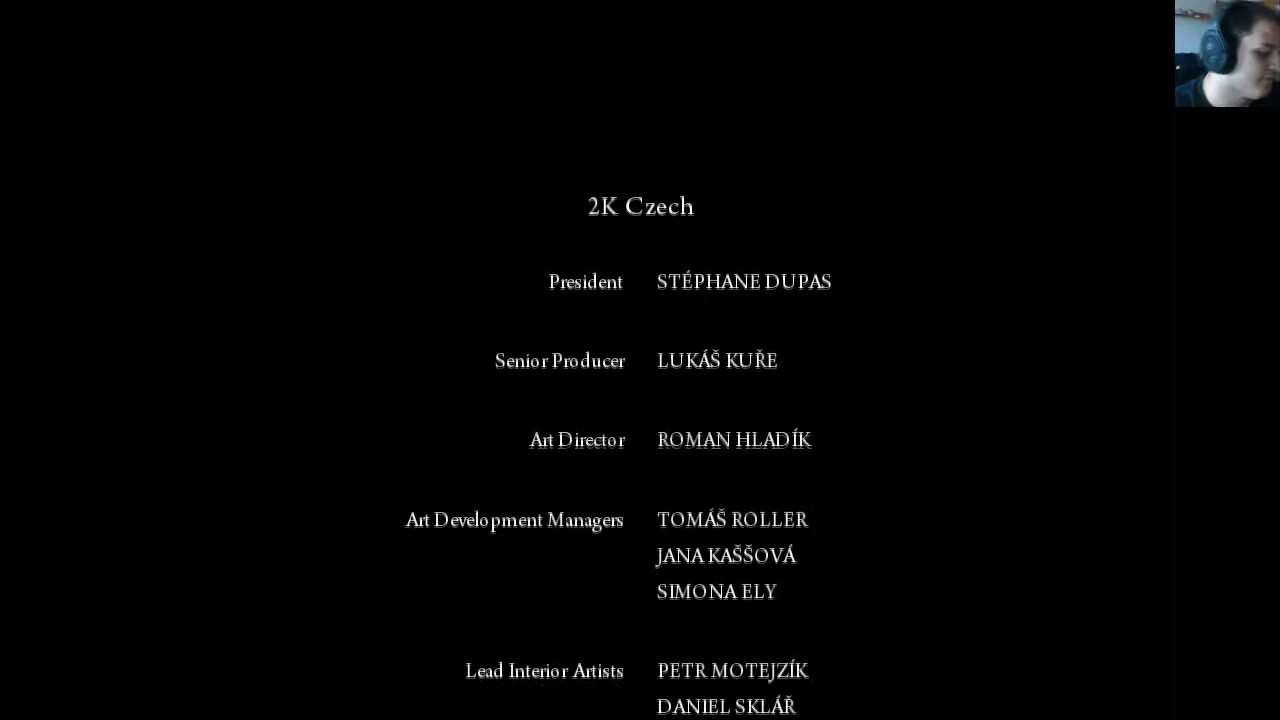 2K Czech
President STÉPHANE DUPAS
Senior Producer LUKÁŠ KUŘE
Art Director ROMAN HLADÍK
Art Development Managers TOMÁŠ ROLLER
JANA KAŠŠOVÁ
SIMONA ELY
Lead Interior Artists PETR MOTEJZÍK
DANIEL SKLÁŘ